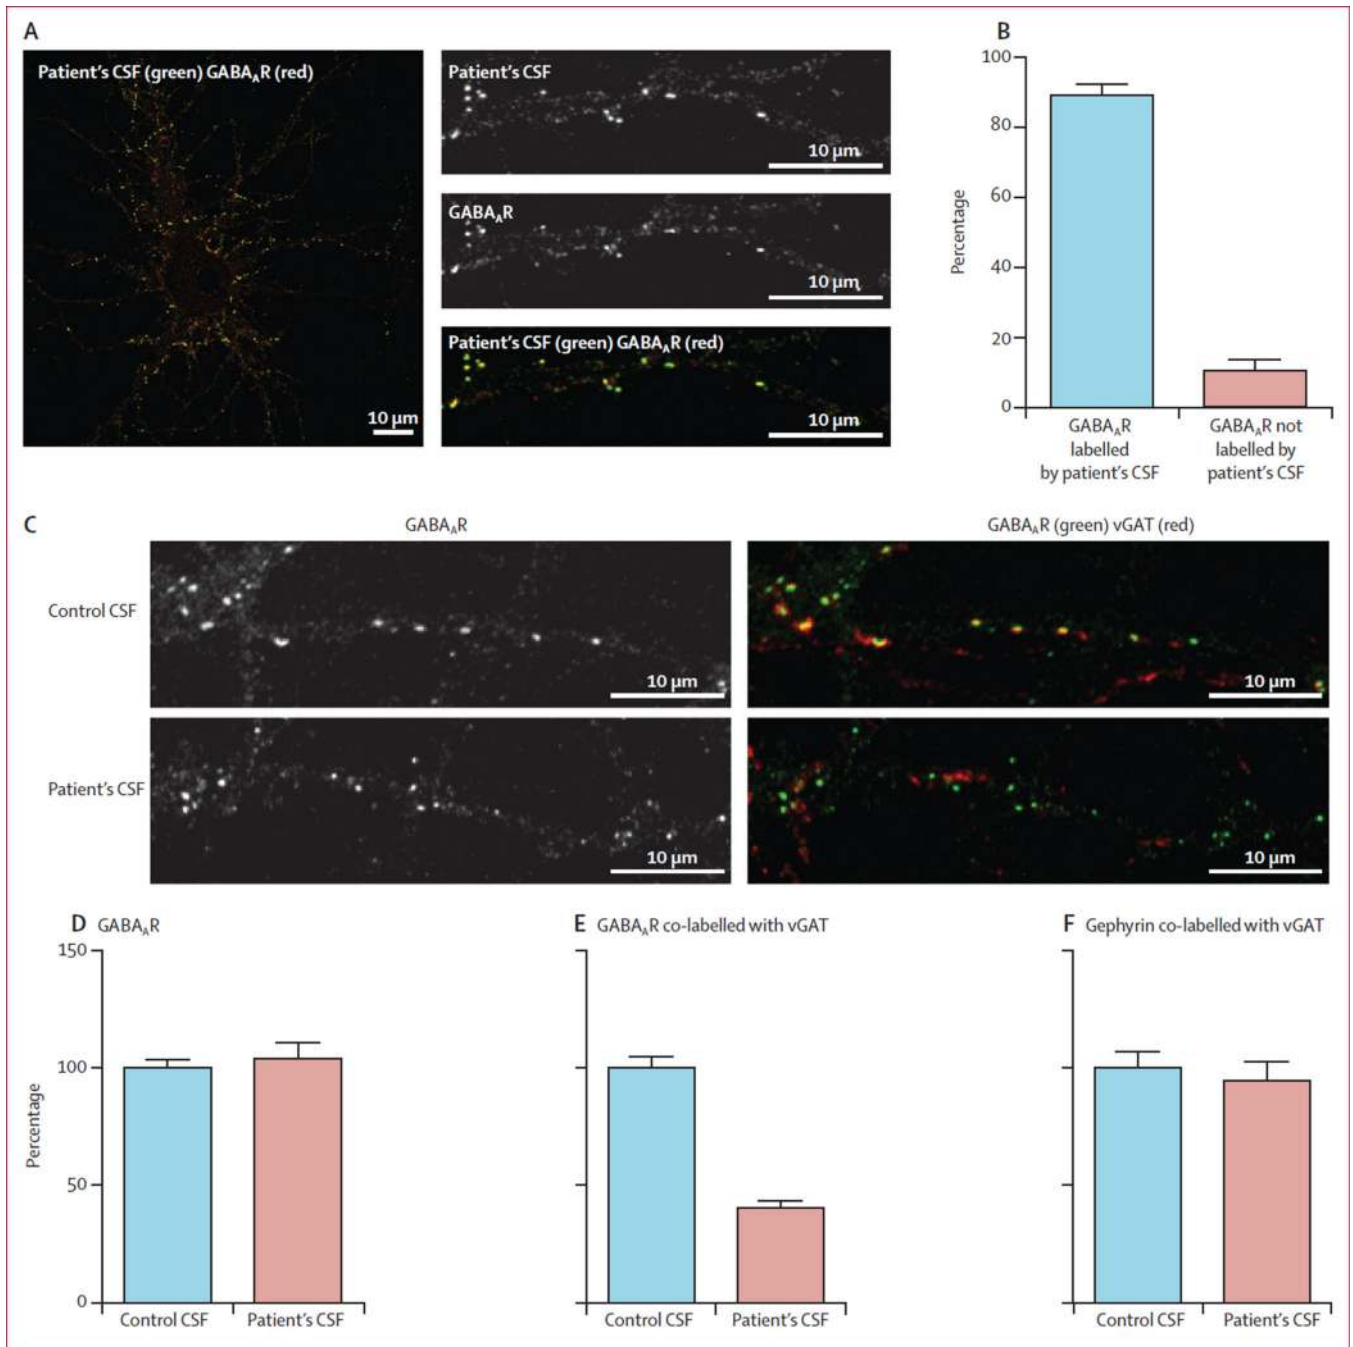 A
Patient's CSF (green) GABAAR (red)
10 µm
Patient's CSF
10 µm
GABAAR
10 µm
Patient's CSF (green) GABAAR (red)
10 µm
B
100
80
60
40
20
0
Percentage
GABAAR
labelled
by patient's CSF
GABAAR not
labelled by
patient's CSF
C
GABAAR
GABAAR (green) vGAT (red)
Control CSF
10 µm
10 µm
Patient's CSF
10 µm
10 µm
D GABAAR
150
100
50
0
Percentage
Control CSF
Patient's CSF
E GABAAR co-labelled with vGAT
Control CSF
Patient's CSF
F Gephyrin co-labelled with vGAT
Control CSF
Patient's CSF